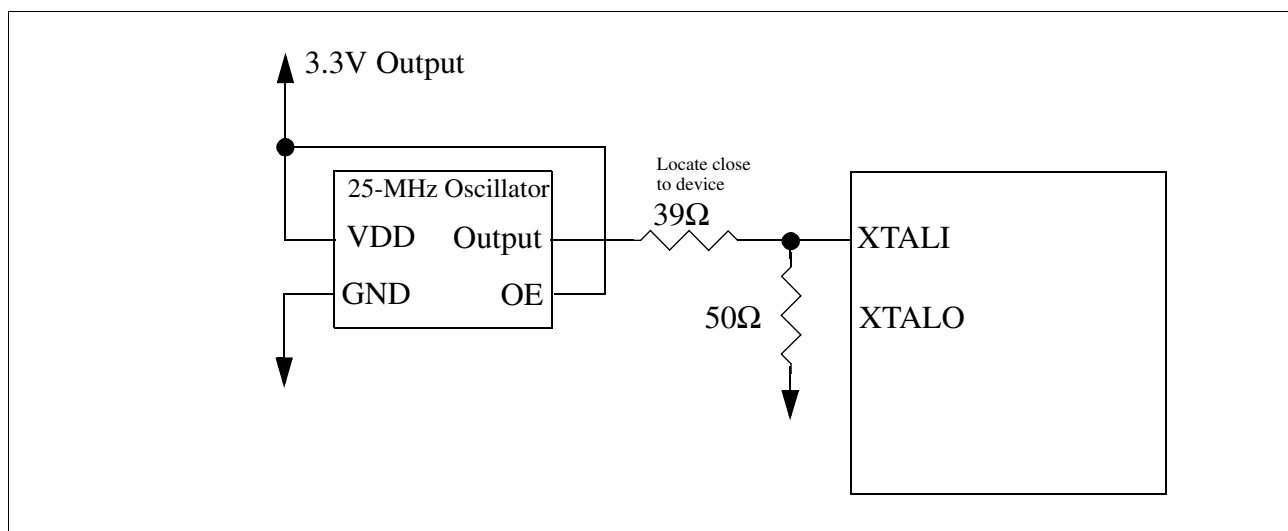 3.3V Output
25-MHz Oscillator
VDD
Output
GND
OE
Locate close
to device
39Ω
50Ω
XTALI
XTALO